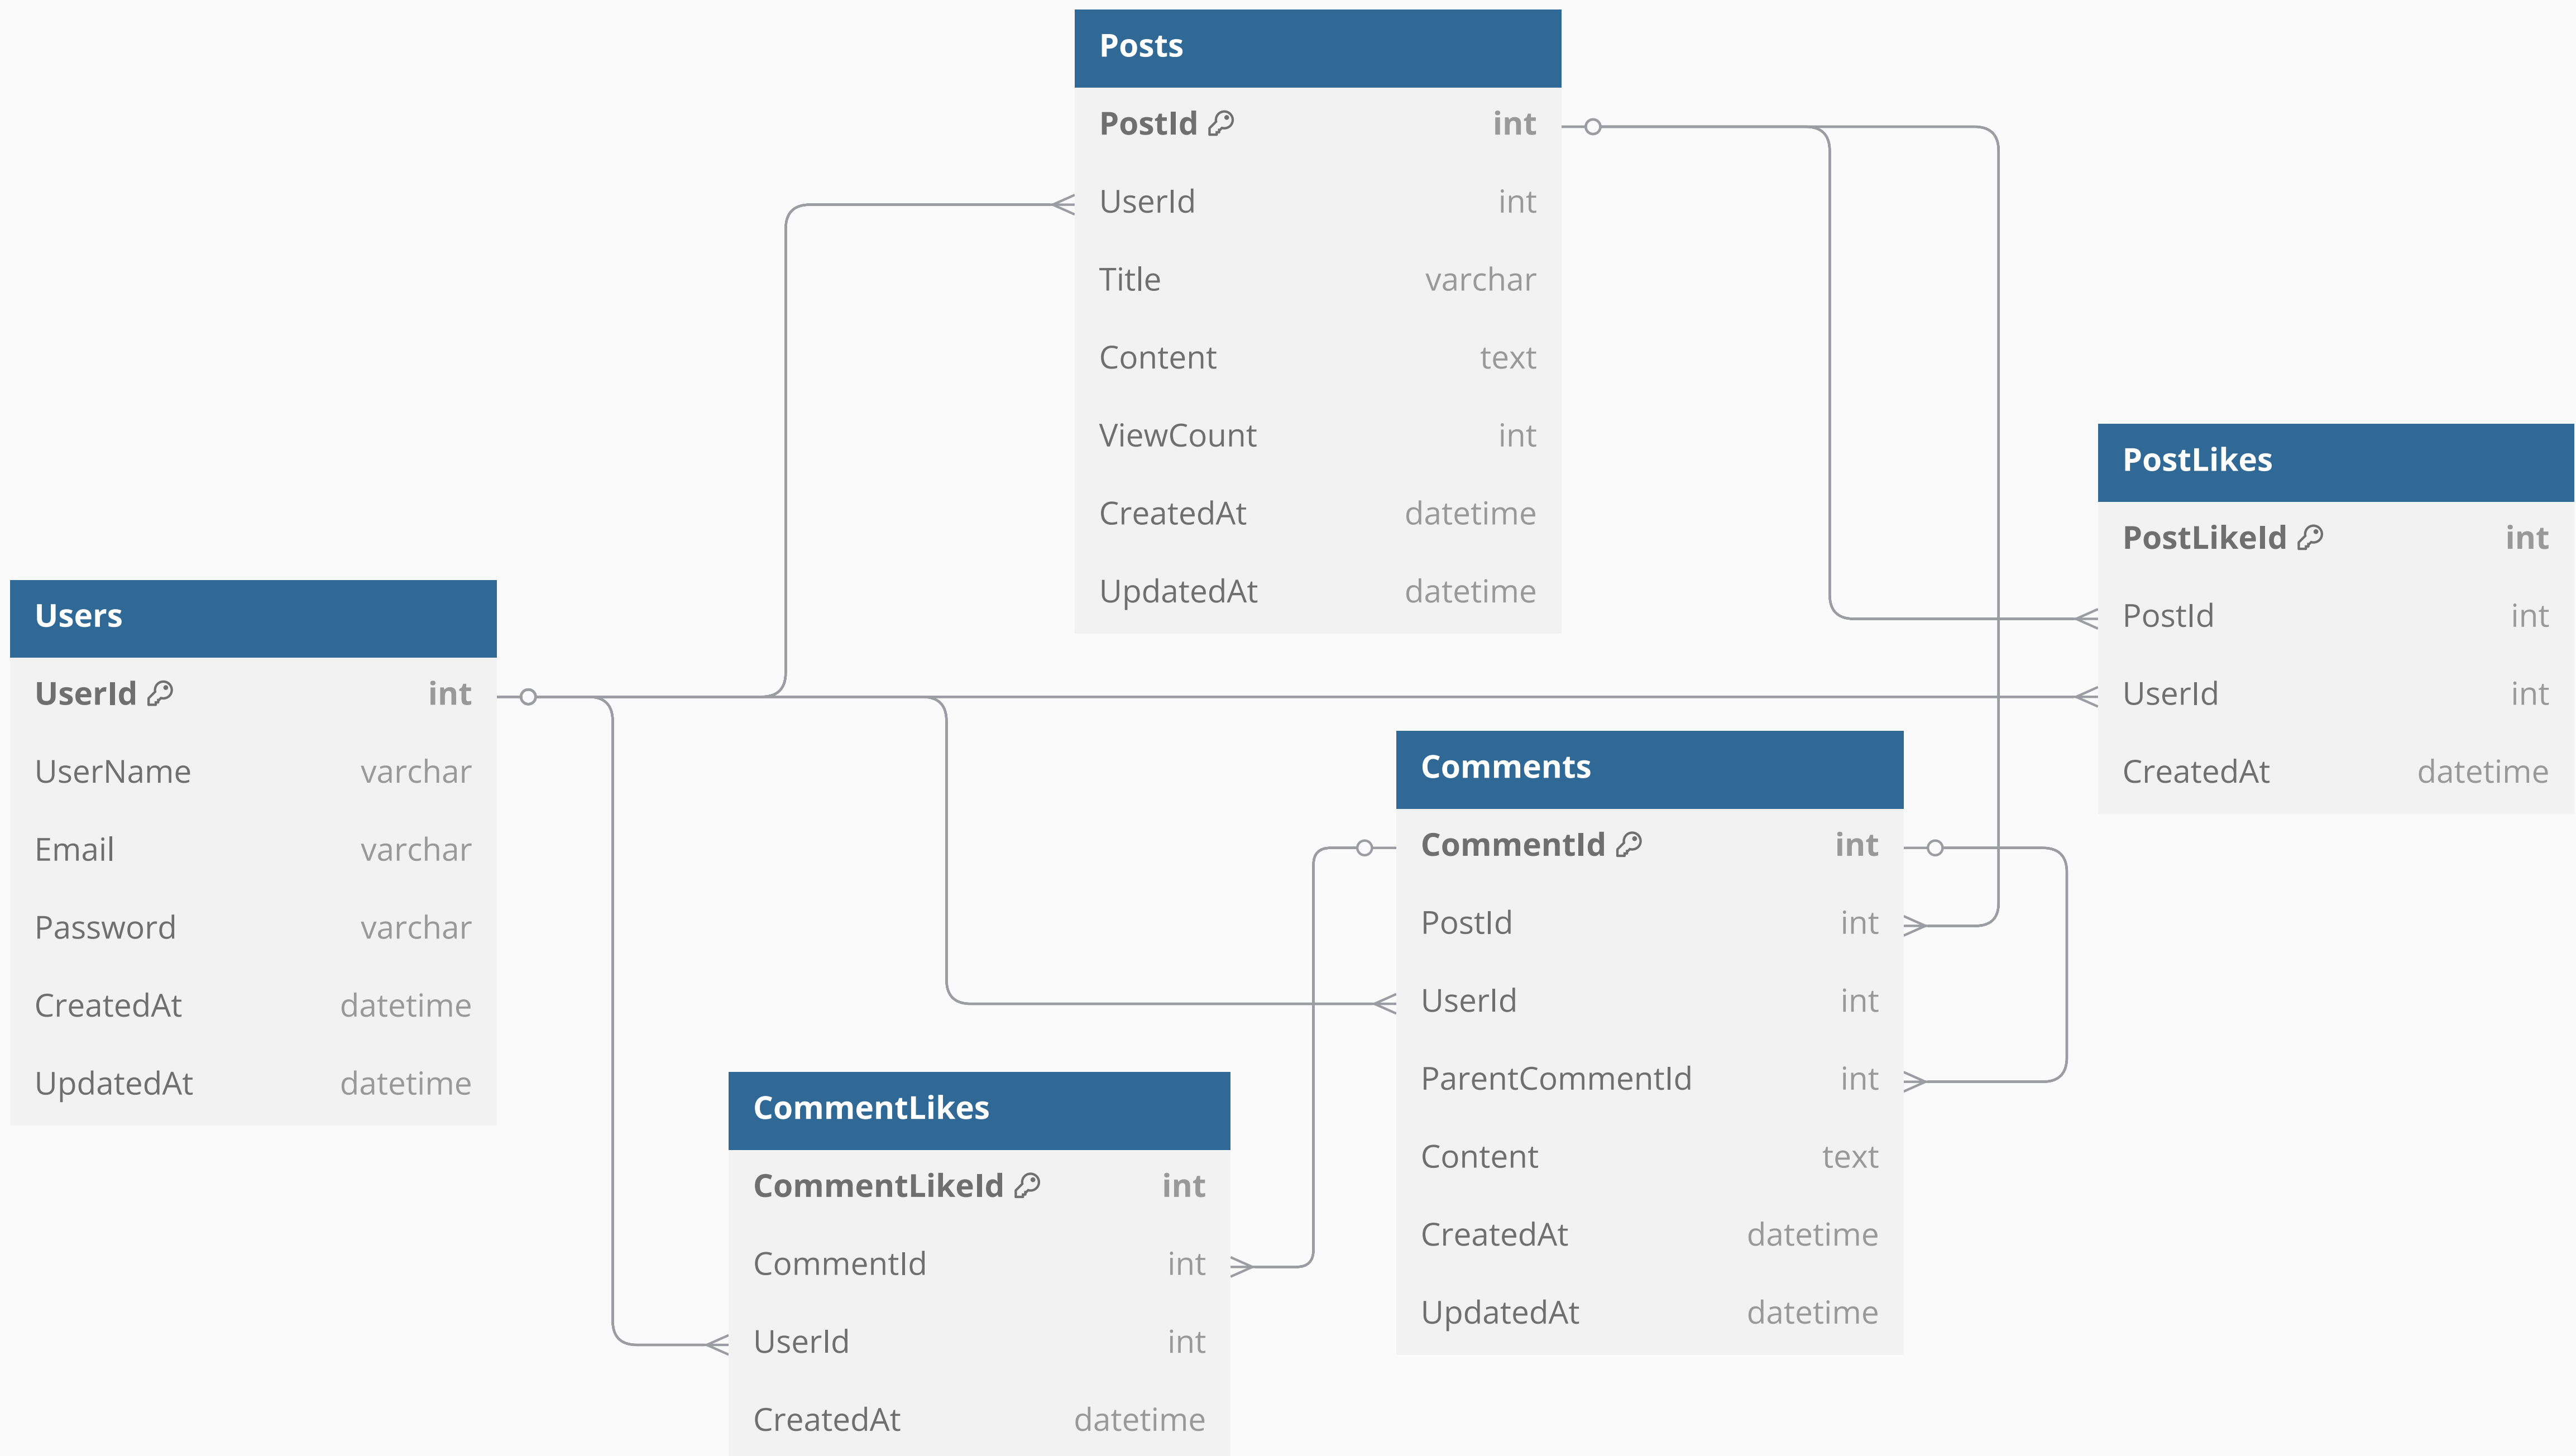 Posts
PostId int
UserId int
Title varchar
Content text
ViewCount int
CreatedAt datetime
UpdatedAt datetime
PostLikes
PostLikeId int
PostId int
UserId int
CreatedAt datetime
Users
UserId int
UserName varchar
Email varchar
Password varchar
CreatedAt datetime
UpdatedAt datetime
Comments
CommentId int
PostId int
UserId int
ParentCommentId int
Content text
CreatedAt datetime
UpdatedAt datetime
CommentLikes
CommentLikeId int
CommentId int
UserId int
CreatedAt datetime